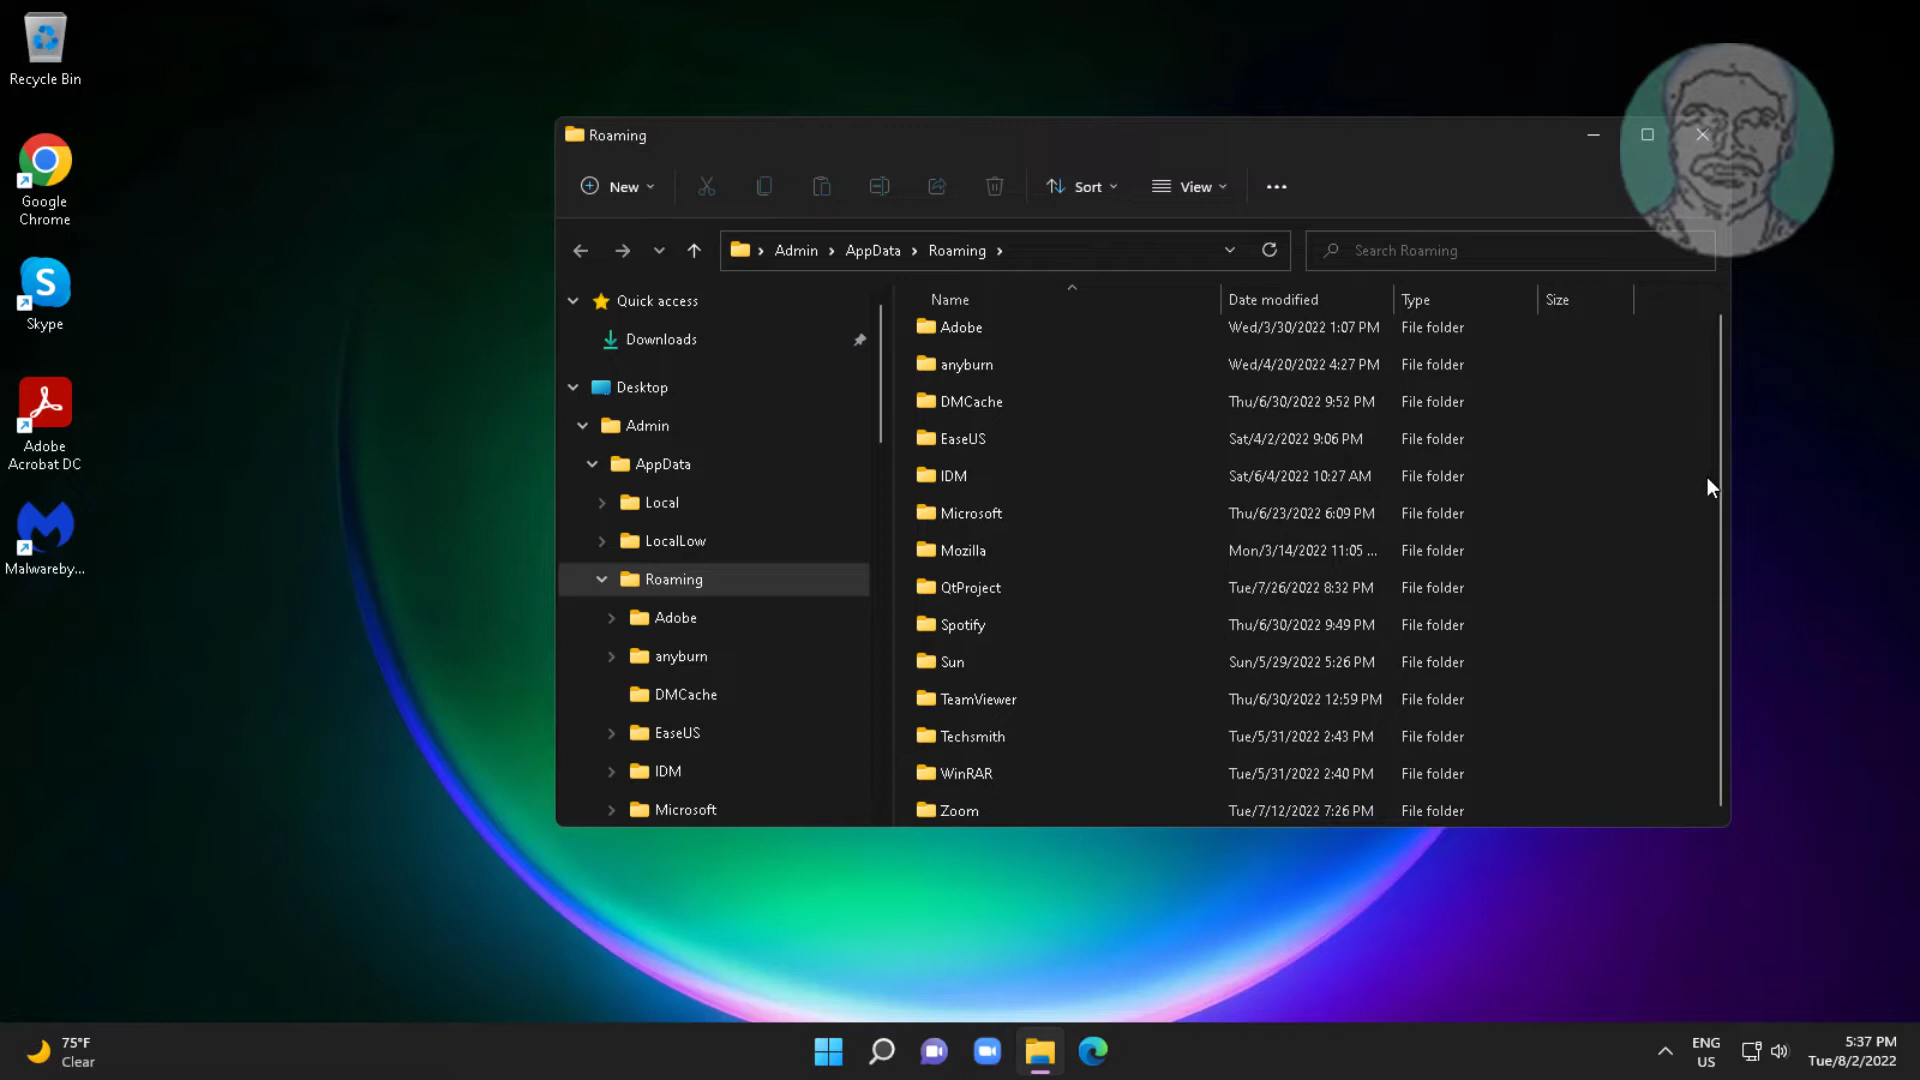 Recycle Bin
Google
Chrome
Skype
Adobe
Acrobat DC
Malwareby...
Roaming
New
Sort
View
Admin
AppData
Roaming
Search Roaming
Quick access
Downloads
Desktop
Admin
AppData
Local
LocalLow
Roaming
Adobe
anyburn
DMCache
EaseUS
IDM
Microsoft
Name Date modified Type Size
Adobe Wed/3/30/2022 1:07 PM File folder
anyburn Wed/4/20/2022 4:27 PM File folder
DMCache Thu/6/30/2022 9:52 PM File folder
EaseUS Sat/4/2/2022 9:06 PM File folder
IDM Sat/6/4/2022 10:27 AM File folder
Microsoft Thu/6/23/2022 6:09 PM File folder
Mozilla Mon/3/14/2022 11:05 ... File folder
QtProject Tue/7/26/2022 8:32 PM File folder
Spotify Thu/6/30/2022 9:49 PM File folder
Sun Sun/5/29/2022 5:26 PM File folder
TeamViewer Thu/6/30/2022 12:59 PM File folder
Techsmith Tue/5/31/2022 2:43 PM File folder
WinRAR Tue/5/31/2022 2:40 PM File folder
Zoom Tue/7/12/2022 7:26 PM File folder
75°F
Clear
ENG
US
5:37 PM
Tue/8/2/2022